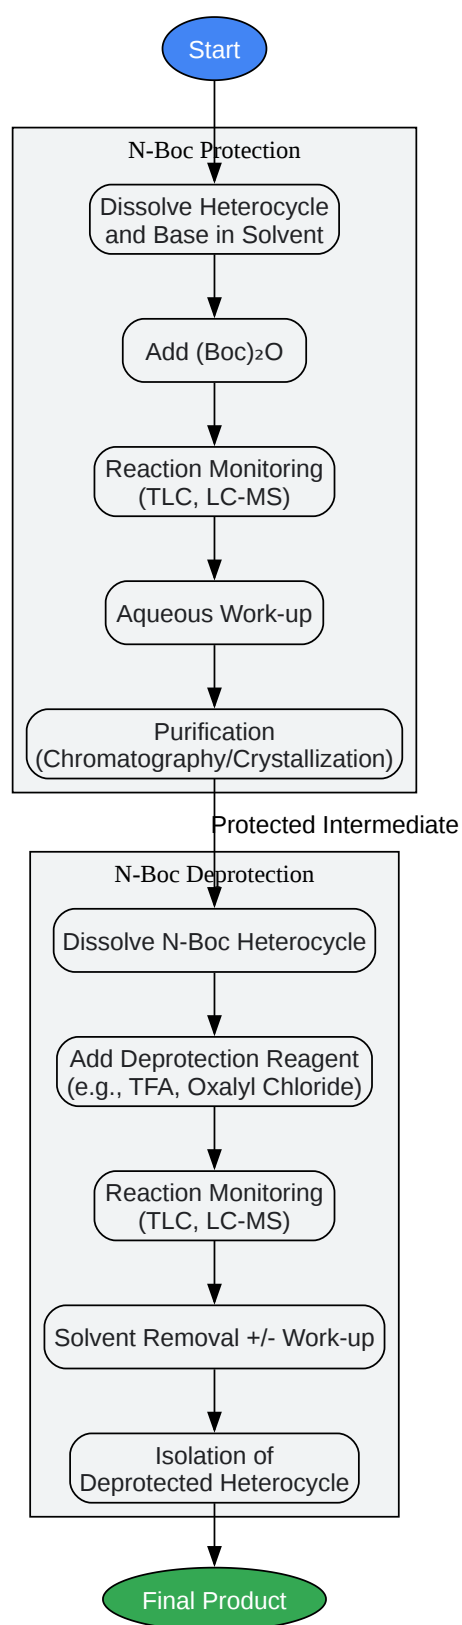 Start
N-Boc Protection
Dissolve Heterocycle
and Base in Solvent
Add (Boc)₂O
Reaction Monitoring
(TLC, LC-MS)
Aqueous Work-up
Purification
(Chromatography/Crystallization)
Protected Intermediate
N-Boc Deprotection
Dissolve N-Boc Heterocycle
Add Deprotection Reagent
(e.g., TFA, Oxalyl Chloride)
Reaction Monitoring
(TLC, LC-MS)
Solvent Removal +/- Work-up
Isolation of
Deprotected Heterocycle
Final Product